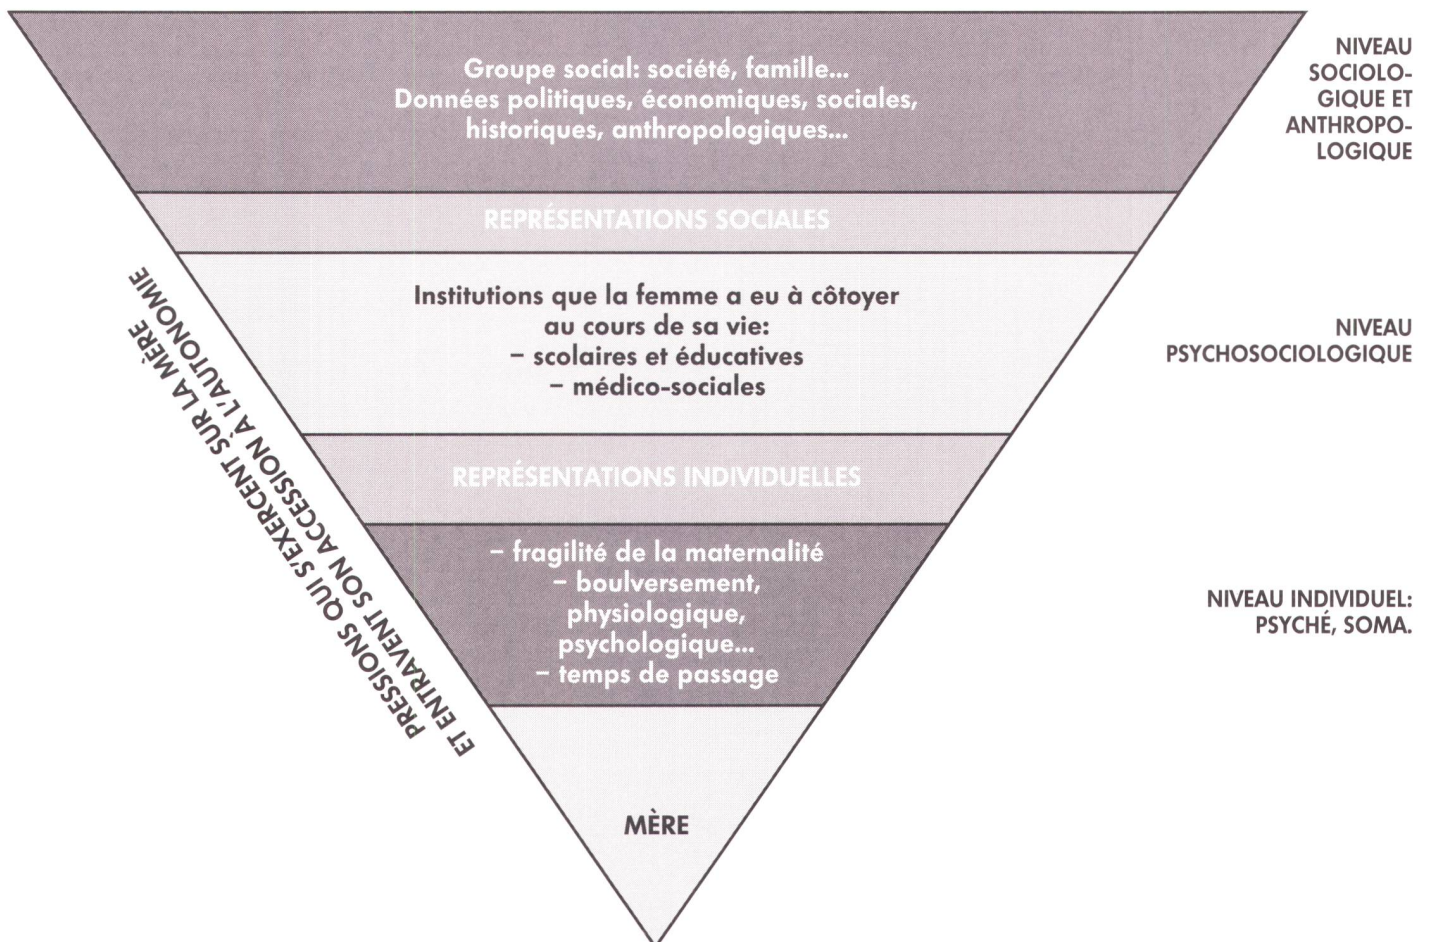 Groupe social: société, famille...
Données politiques, économiques, sociales,
historiques, anthropologiques...
NIVEAU
SOCIOLO-
GIQUE ET
ANTHROPO-
LOGIQUE
REPRÉSENTATIONS SOCIALES
Institutions que la femme a eu à côtoyer
au cours de sa vie:
– scolaires et éducatives
– médico-sociales
NIVEAU
PSYCHOSOCIOLOGIQUE
REPRÉSENTATIONS INDIVIDUELLES
– fragilité de la maternalité
– boulversement,
physiologique,
psychologique...
– temps de passage
NIVEAU INDIVIDUEL:
PSYCHÉ, SOMA.
MÈRE
PRESSIONS QUI S'EXERCENT SUR LA MÈRE
ET ENTRAVENT SON ACCESSION À L'AUTONOMIE